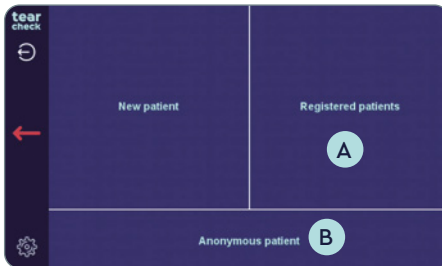 tear
check
New patient
Registered patients
A
Anonymous patient B